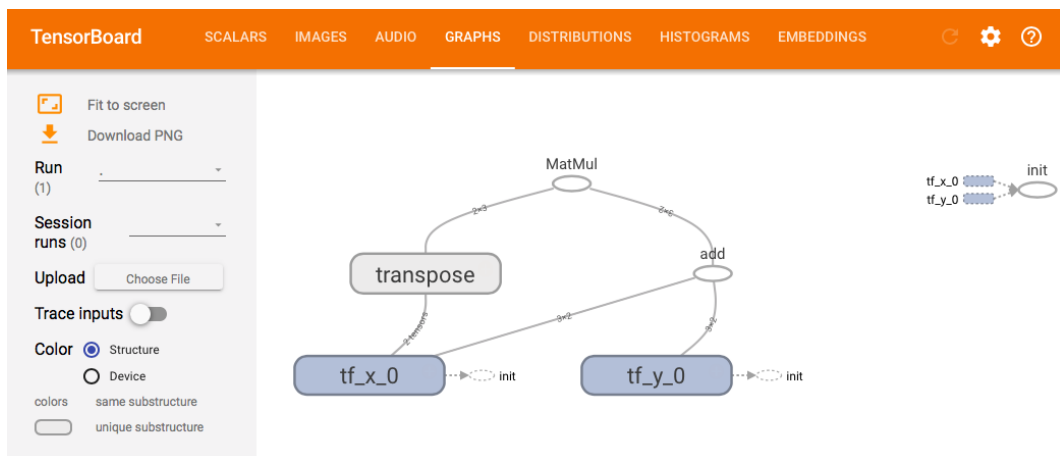 TensorBoard SCALARS IMAGES AUDIO GRAPHS DISTRIBUTIONS HISTOGRAMS EMBEDDINGS
Fit to screen
Download PNG
Run .
(1)
Session
runs (0)
Upload Choose File
Trace inputs
Color Structure
Device
colors same substructure
unique substructure
MatMul
2×3
transpose
add
3×2
3×2
2 tensors
tf_x_0
init
tf_y_0
init
init
tf_x_0
tf_y_0